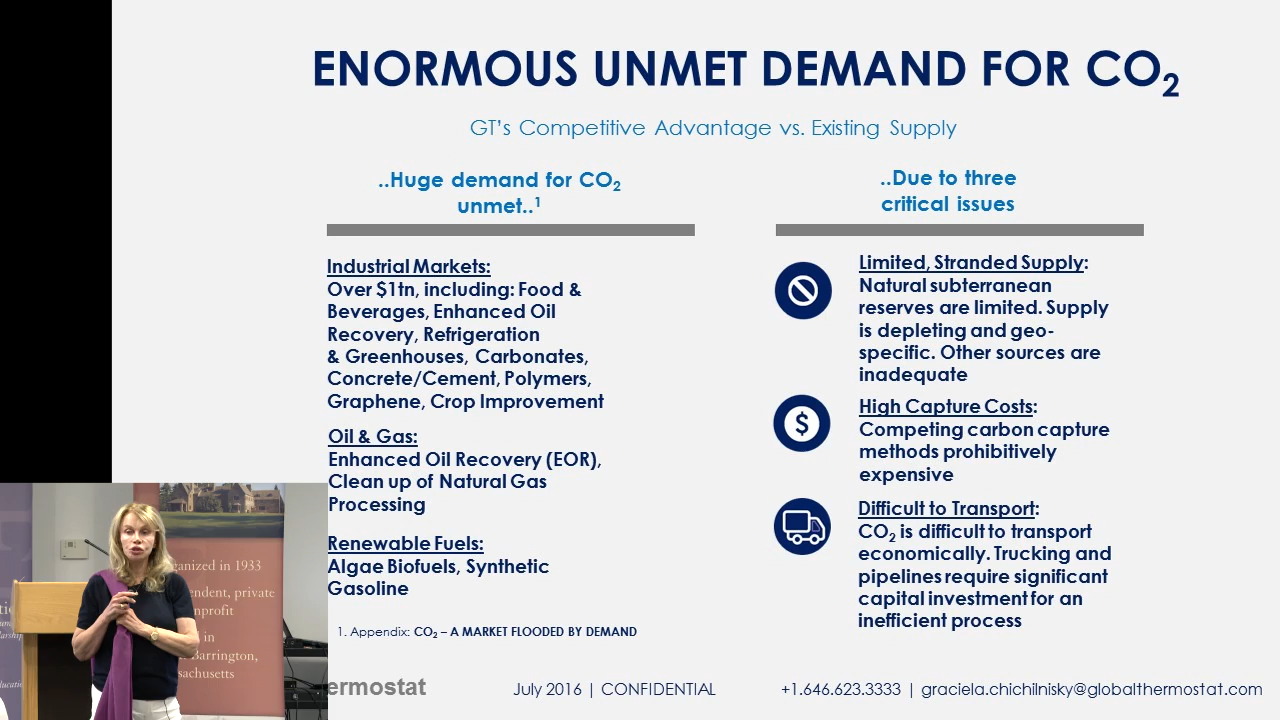 ENORMOUS UNMET DEMAND FOR CO₂
GT's Competitive Advantage vs. Existing Supply
..Huge demand for CO₂
unmet..¹
Industrial Markets:
Over $1tn, including: Food &
Beverages, Enhanced Oil
Recovery, Refrigeration
& Greenhouses, Carbonates,
Concrete/Cement, Polymers,
Graphene, Crop Improvement
Oil & Gas:
Enhanced Oil Recovery (EOR),
Clean up of Natural Gas
Processing
Renewable Fuels:
Algae Biofuels, Synthetic
Gasoline
1. Appendix: CO₂ – A MARKET FLOODED BY DEMAND
..Due to three
critical issues
Limited, Stranded Supply:
Natural subterranean
reserves are limited. Supply
is depleting and geo-
specific. Other sources are
inadequate
$
High Capture Costs:
Competing carbon capture
methods prohibitively
expensive
Difficult to Transport:
CO₂ is difficult to transport
economically. Trucking and
pipelines require significant
capital investment for an
inefficient process
ganized in 1933
endent, private
nprofit
in
Barrington,
sachusetts
ermostat
July 2016 | CONFIDENTIAL
+1.646.623.3333 | graciela.chichilnisky@globalthermostat.com